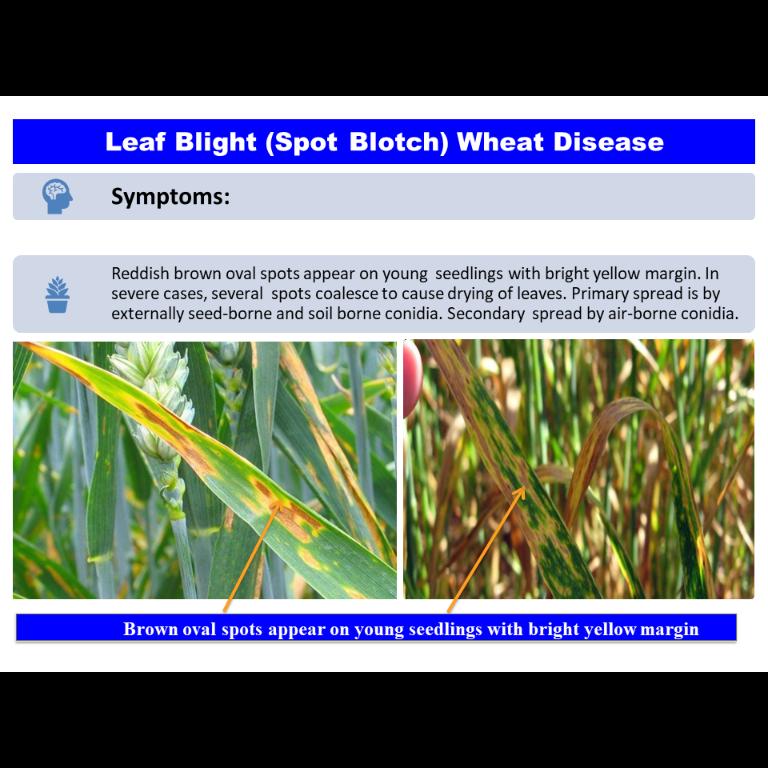 Leaf Blight (Spot Blotch) Wheat Disease
Symptoms:
Reddish brown oval spots appear on young seedlings with bright yellow margin. In
severe cases, several spots coalesce to cause drying of leaves. Primary spread is by
externally seed-borne and soil borne conidia. Secondary spread by air-borne conidia.
Brown oval spots appear on young seedlings with bright yellow margin